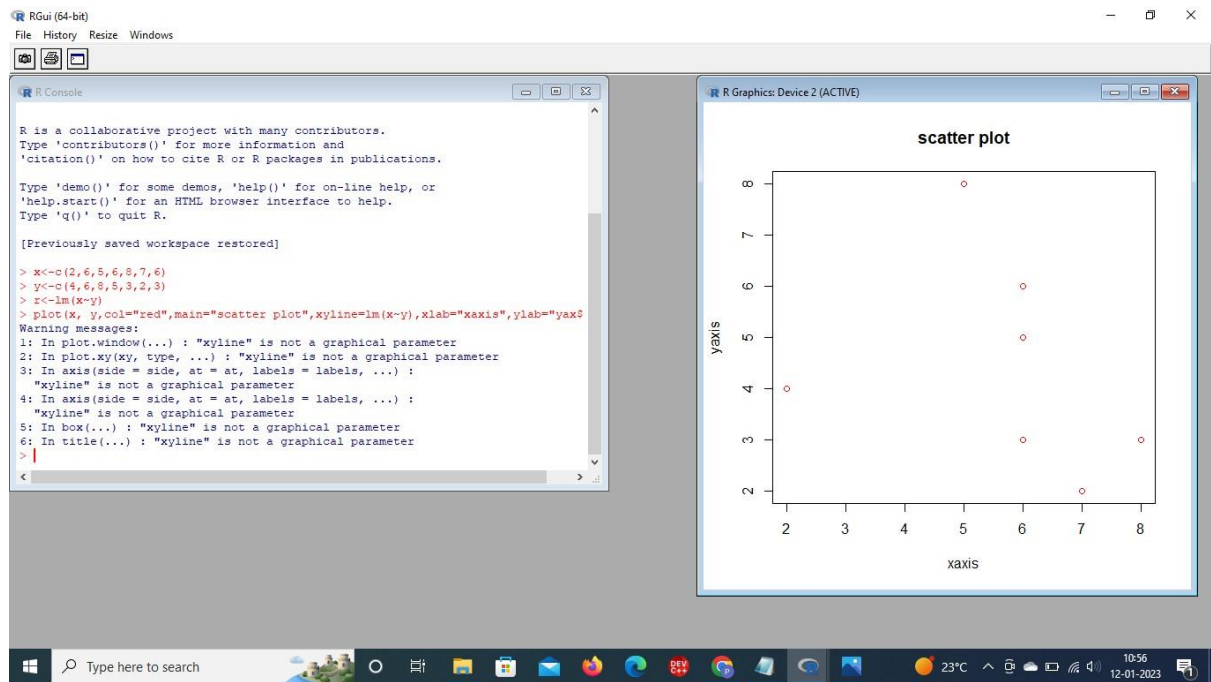 RGui (64-bit)
File History Resize Windows
R Console
R is a collaborative project with many contributors.
Type 'contributors()' for more information and
'citation()' on how to cite R or R packages in publications.
Type 'demo()' for some demos, 'help()' for on-line help, or
'help.start()' for an HTML browser interface to help.
Type 'q()' to quit R.
[Previously saved workspace restored]
> x<-c(2,6,5,6,8,7,6)
> y<-c(4,6,8,5,3,2,3)
> r<-lm(x~y)
> plot(x, y,col="red",main="scatter plot",xyline=lm(x~y),xlab="xaxis",ylab="yax$
Warning messages:
1: In plot.window(...) : "xyline" is not a graphical parameter
2: In plot.xy(xy, type, ...) : "xyline" is not a graphical parameter
3: In axis(side = side, at = at, labels = labels, ...) :
"xyline" is not a graphical parameter
4: In axis(side = side, at = at, labels = labels, ...) :
"xyline" is not a graphical parameter
5: In box(...) : "xyline" is not a graphical parameter
6: In title(...) : "xyline" is not a graphical parameter
>
R Graphics: Device 2 (ACTIVE)
scatter plot
8
7
6
5
4
3
2
yaxis
2 3 4 5 6 7 8
xaxis
Type here to search
DEV
C++
23°C
10:56
12-01-2023